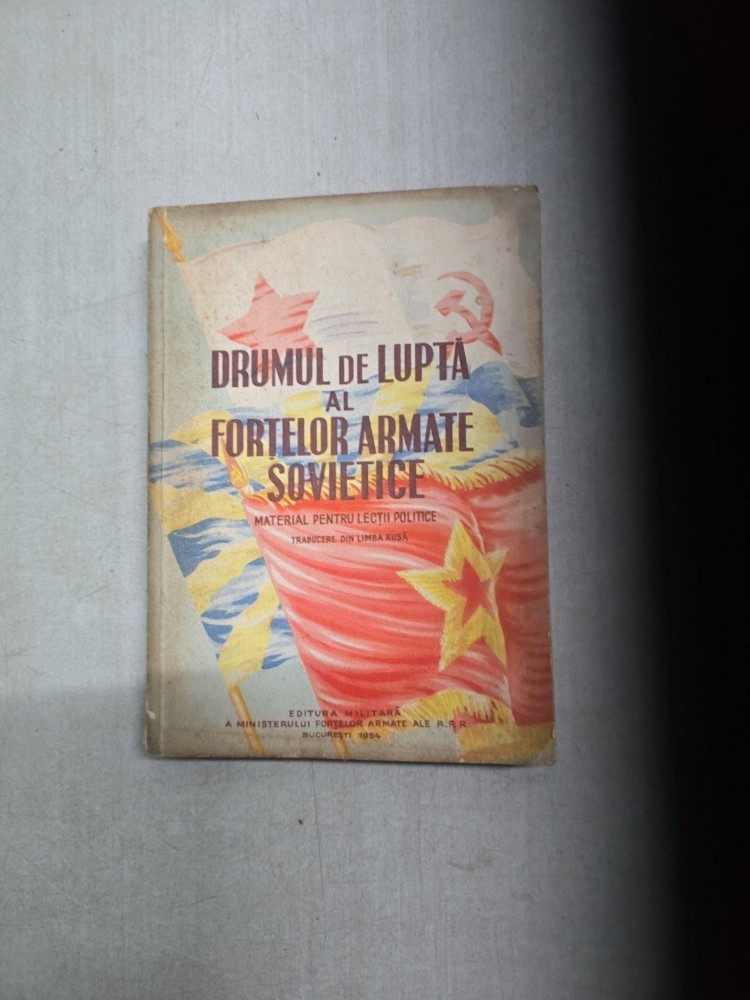 DRUMUL DE LUPTĂ
AL
FORȚELOR ARMATE
SOVIETICE
MATERIAL PENTRU LECȚII POLITICE
TRADUCERE DIN LIMBA RUSĂ
EDITURA MILITARĂ
A MINISTERULUI FORȚELOR ARMATE ALE R.P.R.
BUCUREȘTI 1954